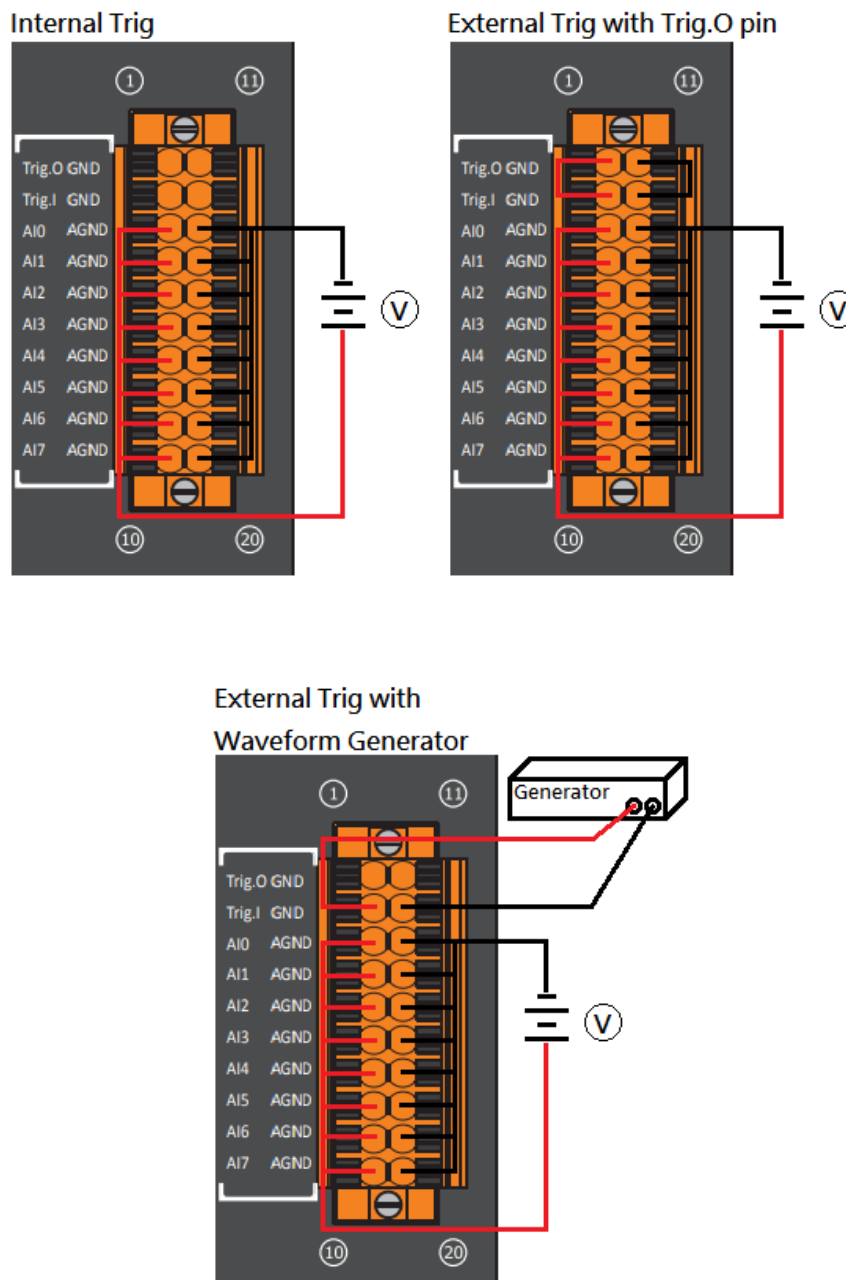 Internal Trig
1 11
Trig.O GND
Trig.I GND
AI0 AGND
AI1 AGND
AI2 AGND
AI3 AGND
AI4 AGND
AI5 AGND
AI6 AGND
AI7 AGND
V
10 20
External Trig with Trig.O pin
1 11
Trig.O GND
Trig.I GND
AI0 AGND
AI1 AGND
AI2 AGND
AI3 AGND
AI4 AGND
AI5 AGND
AI6 AGND
AI7 AGND
V
10 20
External Trig with
Waveform Generator
1 11
Generator
Trig.O GND
Trig.I GND
AI0 AGND
AI1 AGND
AI2 AGND
AI3 AGND
AI4 AGND
AI5 AGND
AI6 AGND
AI7 AGND
V
10 20